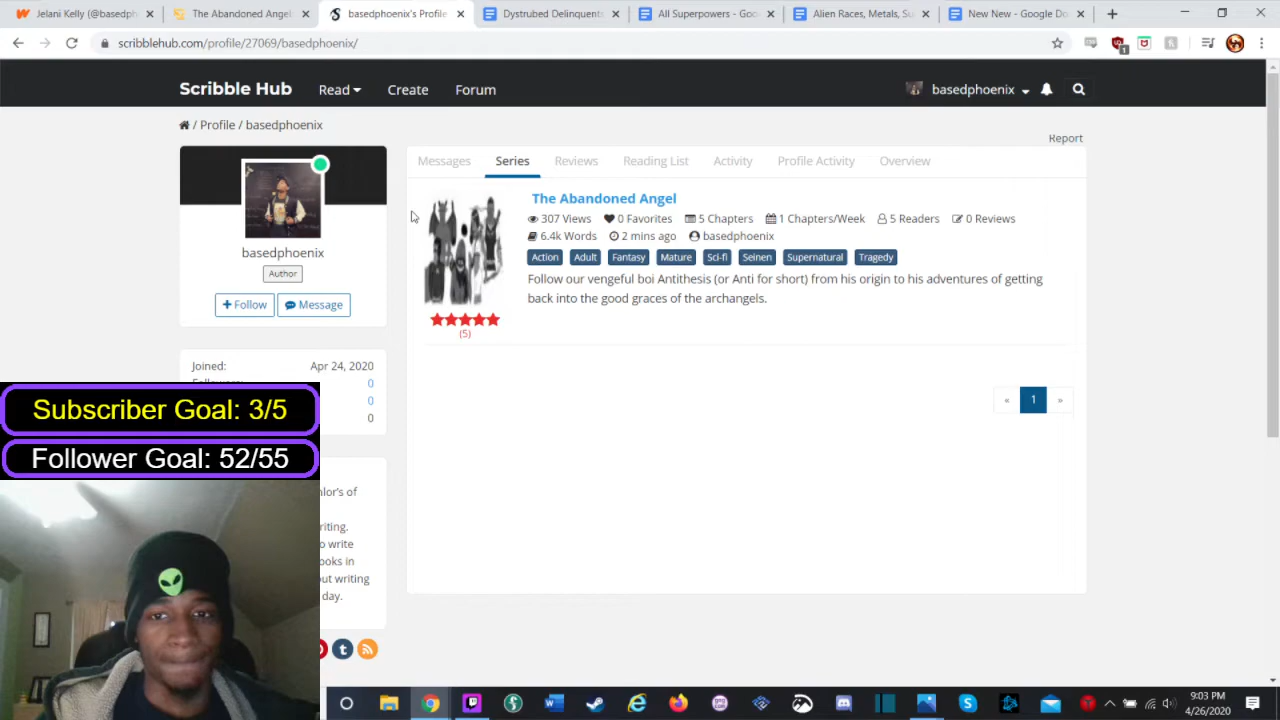 Jelani Kelly (@basedph
The Abandoned Angel
basedphoenix's Profile
Dystrubed Delinquent
All Superpowers - Goo
Alien Races, Metals, Su
New New - Google Do
scribblehub.com/profile/27069/basedphoenix/
1
Scribble Hub
Read
Create
Forum
basedphoenix
/ Profile / basedphoenix
Report
Messages
Series
Reviews
Reading List
Activity
Profile Activity
Overview
The Abandoned Angel
307 Views
0 Favorites
5 Chapters
1 Chapters/Week
5 Readers
0 Reviews
6.4k Words
2 mins ago
basedphoenix
Action
Adult
Fantasy
Mature
Sci-fi
Seinen
Supernatural
Tragedy
Follow our vengeful boi Antithesis (or Anti for short) from his origin to his adventures of getting
back into the good graces of the archangels.
(5)
« 1 »
basedphoenix
Author
+ Follow
Message
Joined: Apr 24, 2020
0
0
0
Subscriber Goal: 3/5
Follower Goal: 52/55
lor's of
riting.
o write
ooks in
out writing
day.
9:03 PM
4/26/2020